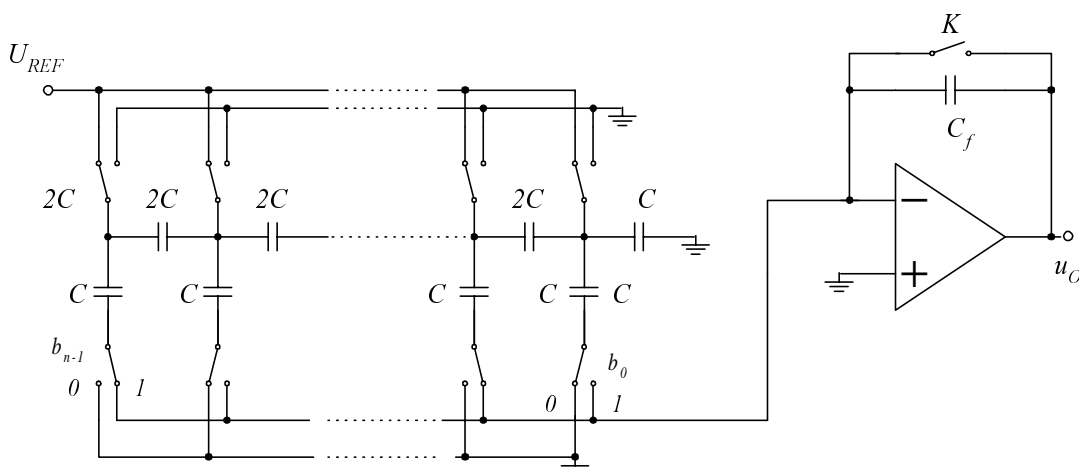 K
U_REF
C_f
2C 2C 2C 2C C
u_O
C C C C C
b_n-1
b_0
0 1 0 1